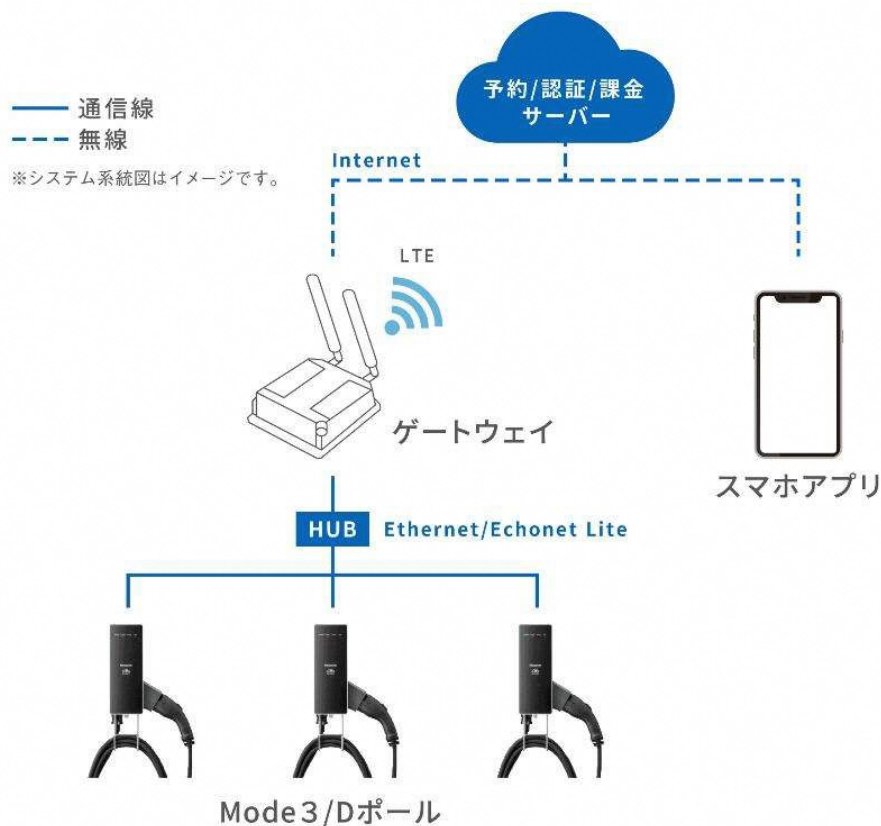 予約/認証/課金
サーバー
通信線
無線
※システム系統図はイメージです。
Internet
LTE
ゲートウェイ
スマホアプリ
HUB Ethernet/Echonet Lite
Mode3/Dポール